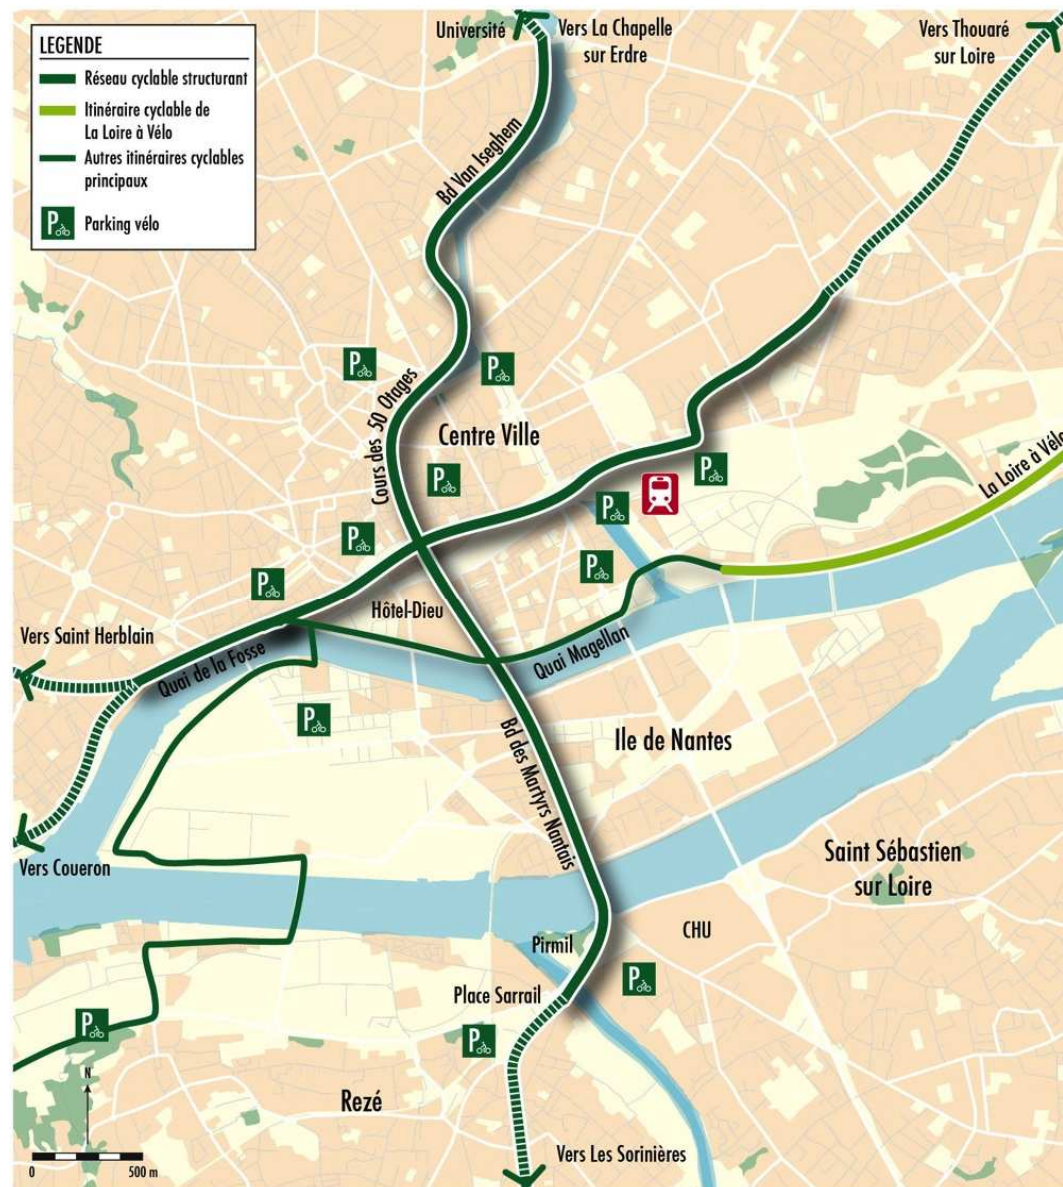 LEGENDE
Réseau cyclable structurant
Itinéraire cyclable de
La Loire à Vélo
Autres itinéraires cyclables
principaux
P
Parking vélo
Université
Vers La Chapelle
sur Erdre
Vers Thouaré
sur Loire
Bd Van Iseghem
P
P
Cours des 50 Otages
Centre Ville
P
P
P
La Loire à Vélo
P
P
P
Hôtel-Dieu
Vers Saint Herblain
Quai de la Fosse
Quai Magellan
P
Bd des Martyrs Nantais
Ile de Nantes
Vers Coueron
Saint Sébastien
sur Loire
CHU
Pirmil
P
Place Sarrail
P
P
N
Rezé
Vers Les Sorinières
0 500 m